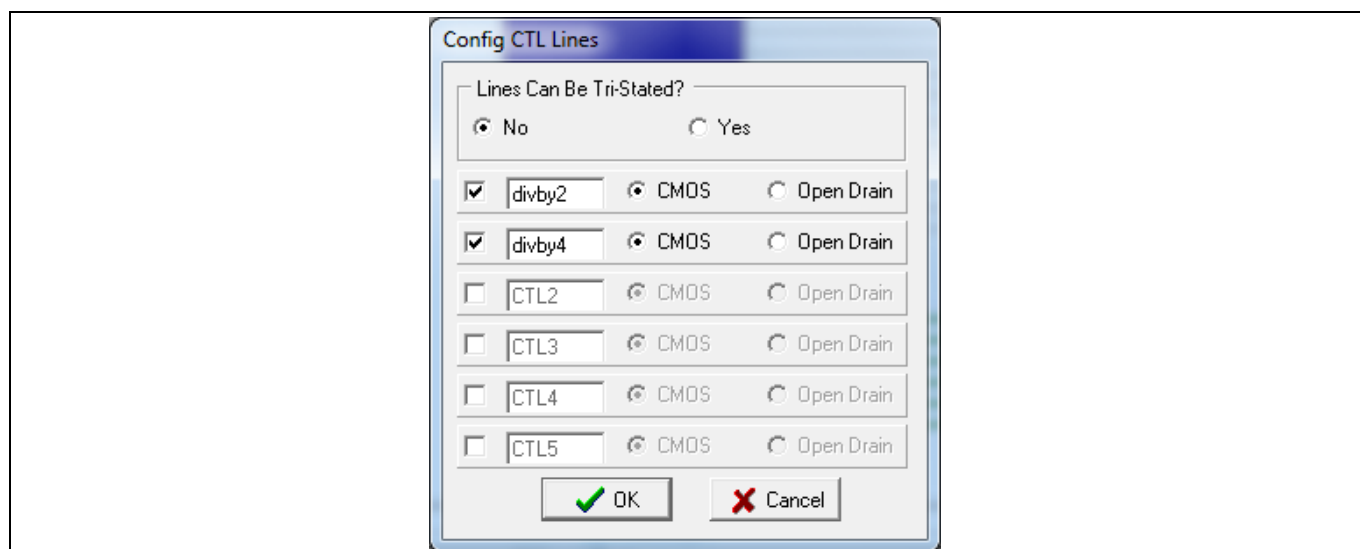 Config CTL Lines
Lines Can Be Tri-Stated?
No Yes
divby2 CMOS Open Drain
divby4 CMOS Open Drain
CTL2 CMOS Open Drain
CTL3 CMOS Open Drain
CTL4 CMOS Open Drain
CTL5 CMOS Open Drain
OK Cancel